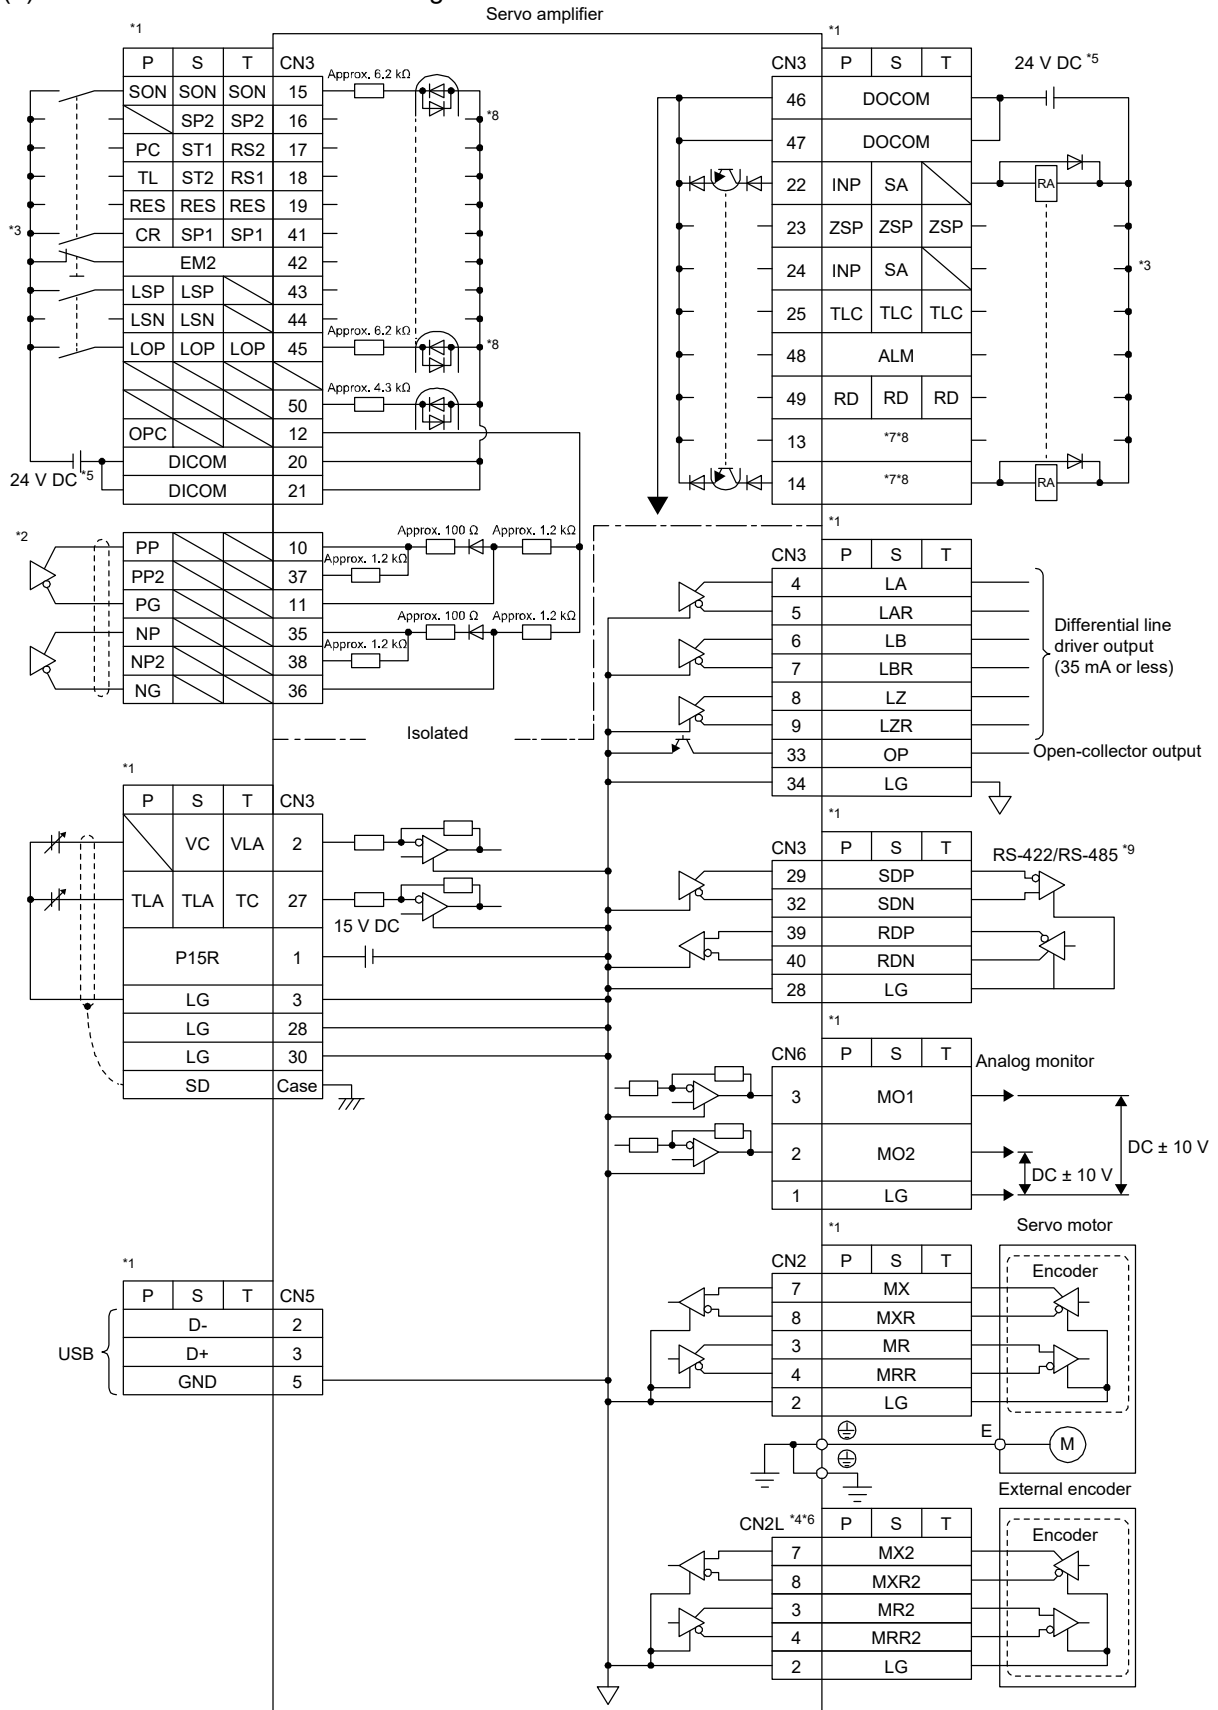 Servo amplifier
*1
P S T CN3
SON SON SON 15 Approx. 6.2 kΩ
SP2 SP2 16 *8
PC ST1 RS2 17
TL ST2 RS1 18
RES RES RES 19
*3 CR SP1 SP1 41
EM2 42
LSP LSP 43
LSN LSN 44
LOP LOP LOP 45 Approx. 6.2 kΩ *8
50 Approx. 4.3 kΩ
OPC 12
24 V DC *5 DICOM 20
DICOM 21
*2
PP 10 Approx. 100 Ω Approx. 1.2 kΩ
PP2 37 Approx. 1.2 kΩ
PG 11
NP 35 Approx. 100 Ω Approx. 1.2 kΩ
NP2 38 Approx. 1.2 kΩ
NG 36
Isolated
*1
P S T CN3
VC VLA 2
TLA TLA TC 27
15 V DC
P15R 1
LG 3
LG 28
LG 30
SD Case
*1
P S T CN5
D- 2
USB D+ 3
GND 5
*1
CN3 P S T 24 V DC *5
46 DOCOM
47 DOCOM
22 INP SA RA
23 ZSP ZSP ZSP
24 INP SA *3
25 TLC TLC TLC
48 ALM
49 RD RD RD
13 *7*8
14 *7*8 RA
*1
CN3 P S T
4 LA
5 LAR
6 LB
7 LBR
8 LZ
9 LZR
Differential line
driver output
(35 mA or less)
33 OP Open-collector output
34 LG
*1
CN3 P S T RS-422/RS-485 *9
29 SDP
32 SDN
39 RDP
40 RDN
28 LG
*1
CN6 P S T Analog monitor
3 MO1
DC ± 10 V
2 MO2
DC ± 10 V
1 LG
Servo motor
*1
CN2 P S T Encoder
7 MX
8 MXR
3 MR
4 MRR
2 LG
E M
External encoder
CN2L *4*6 P S T Encoder
7 MX2
8 MXR2
3 MR2
4 MRR2
2 LG